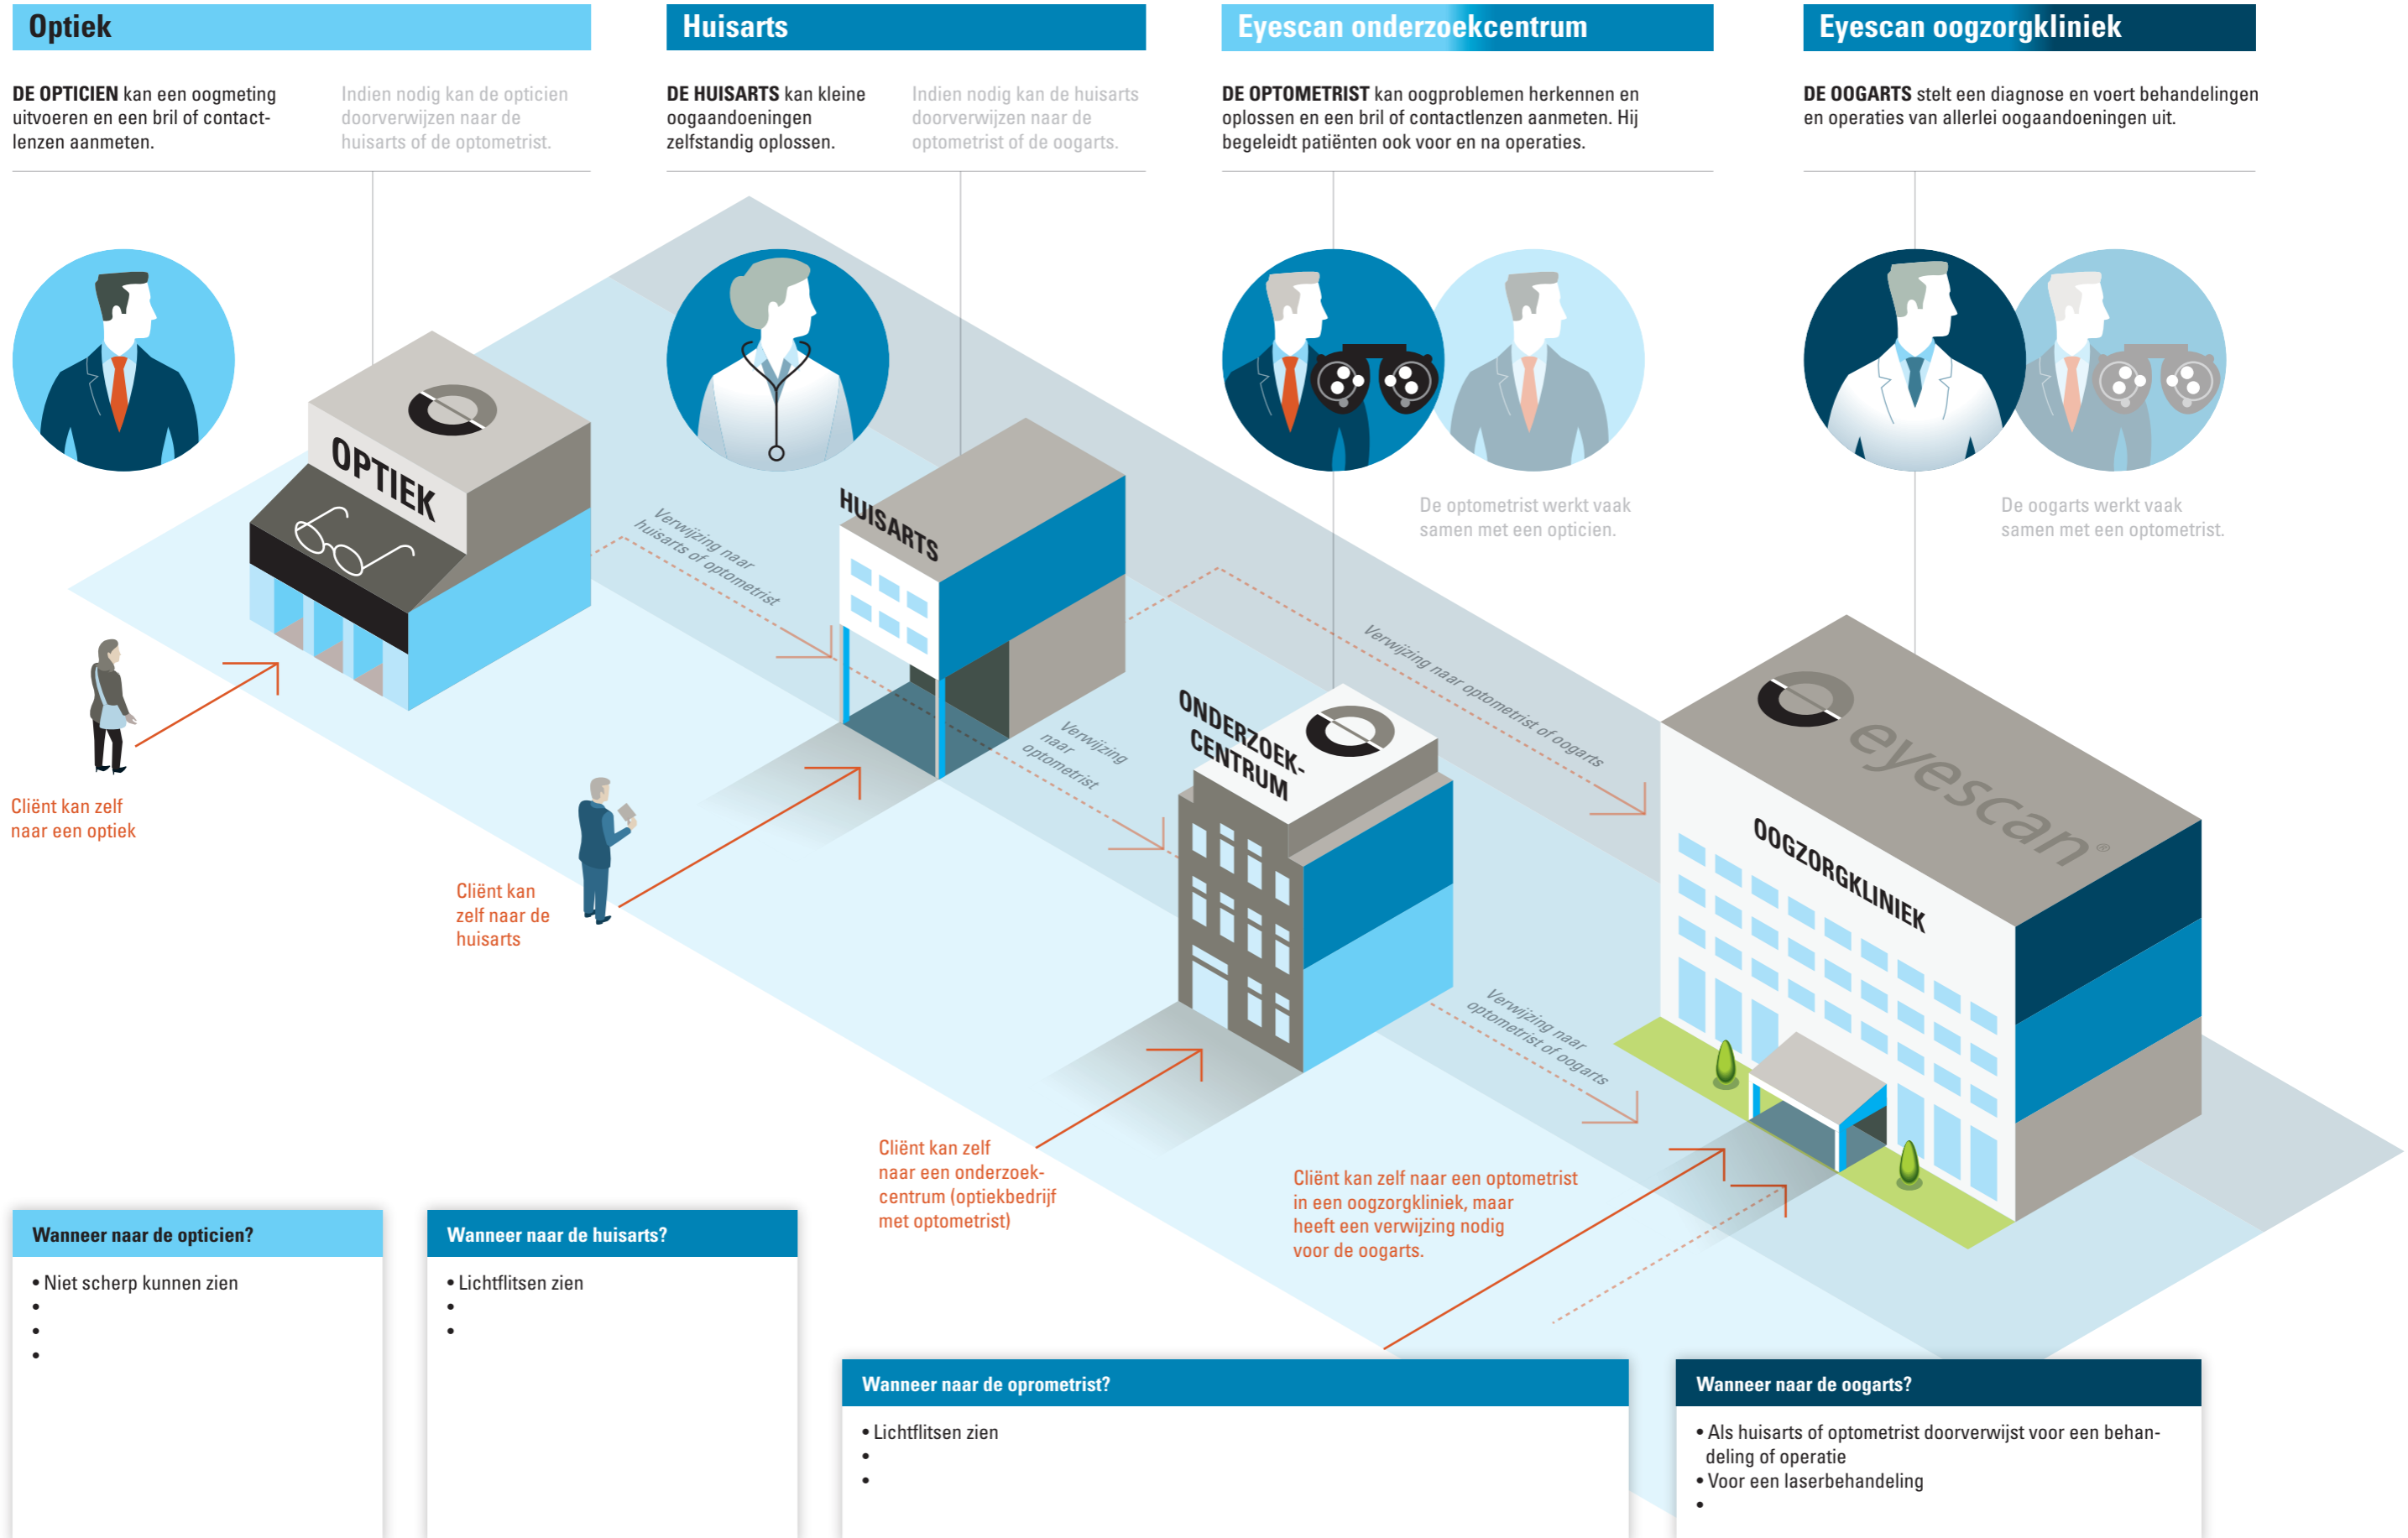 Optiek
DE OPTICIEN kan een oogmeting
uitvoeren en een bril of contact-
lenzen aanmeten.
Indien nodig kan de opticien
doorverwijzen naar de
huisarts of de optometrist.
Huisarts
DE HUISARTS kan kleine
oogaandoeningen
zelfstandig oplossen.
Indien nodig kan de huisarts
doorverwijzen naar de
optometrist of de oogarts.
Eyescan onderzoekcentrum
DE OPTOMETRIST kan oogproblemen herkennen en
oplossen en een bril of contactlenzen aanmeten. Hij
begeleidt patiënten ook voor en na operaties.
Eyescan oogzorgkliniek
DE OOGARTS stelt een diagnose en voert behandelingen
en operaties van allerlei oogaandoeningen uit.
De optometrist werkt vaak
samen met een opticien.
De oogarts werkt vaak
samen met een optometrist.
OPTIEK
Verwijzing naar
huisarts of optometrist
HUISARTS
Verwijzing naar optometrist of oogarts
Verwijzing
naar
optometrist
ONDERZOEK-
CENTRUM
eyescan®
OOGZORGKLINIEK
Verwijzing naar
optometrist of oogarts
Cliënt kan zelf
naar een optiek
Cliënt kan
zelf naar de
huisarts
Cliënt kan zelf
naar een onderzoek-
centrum (optiekbedrijf
met optometrist)
Cliënt kan zelf naar een optometrist
in een oogzorgkliniek, maar
heeft een verwijzing nodig
voor de oogarts.
Wanneer naar de opticien?
• Niet scherp kunnen zien
•
•
•
Wanneer naar de huisarts?
• Lichtflitsen zien
•
•
Wanneer naar de oprometrist?
• Lichtflitsen zien
•
•
Wanneer naar de oogarts?
• Als huisarts of optometrist doorverwijst voor een behan-
deling of operatie
• Voor een laserbehandeling
•